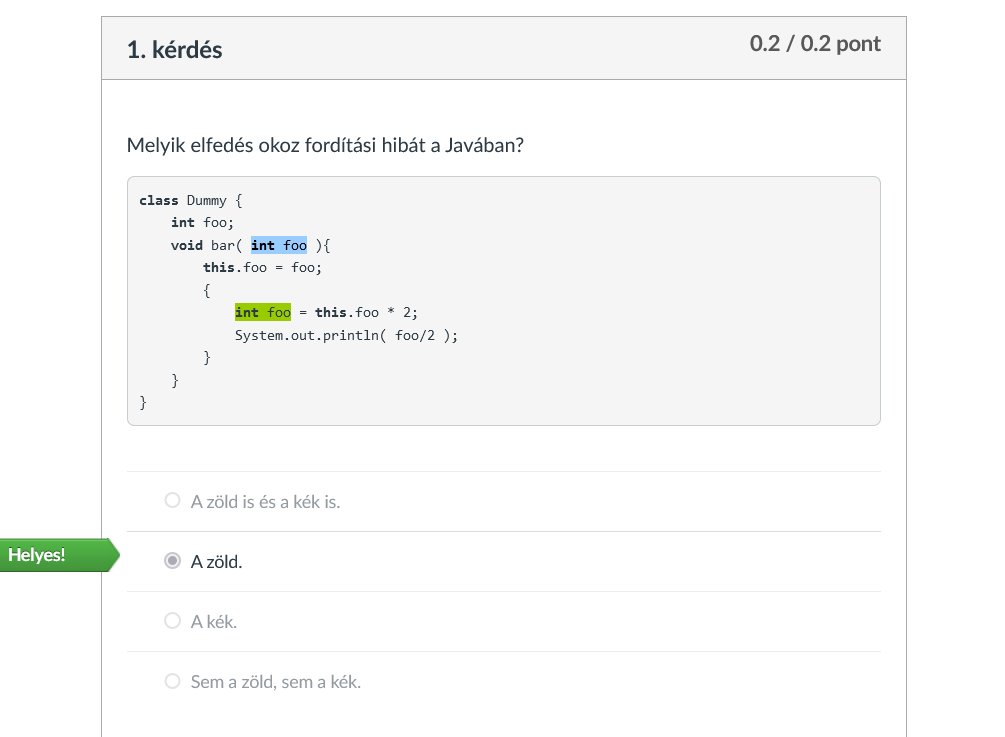 1. kérdés
0.2 / 0.2 pont
Melyik elfedés okoz fordítási hibát a Javában?
class Dummy {
    int foo;
    void bar( int foo ){
        this.foo = foo;
        {
            int foo = this.foo * 2;
            System.out.println( foo/2 );
        }
    }
}
A zöld is és a kék is.
Helyes!
A zöld.
A kék.
Sem a zöld, sem a kék.